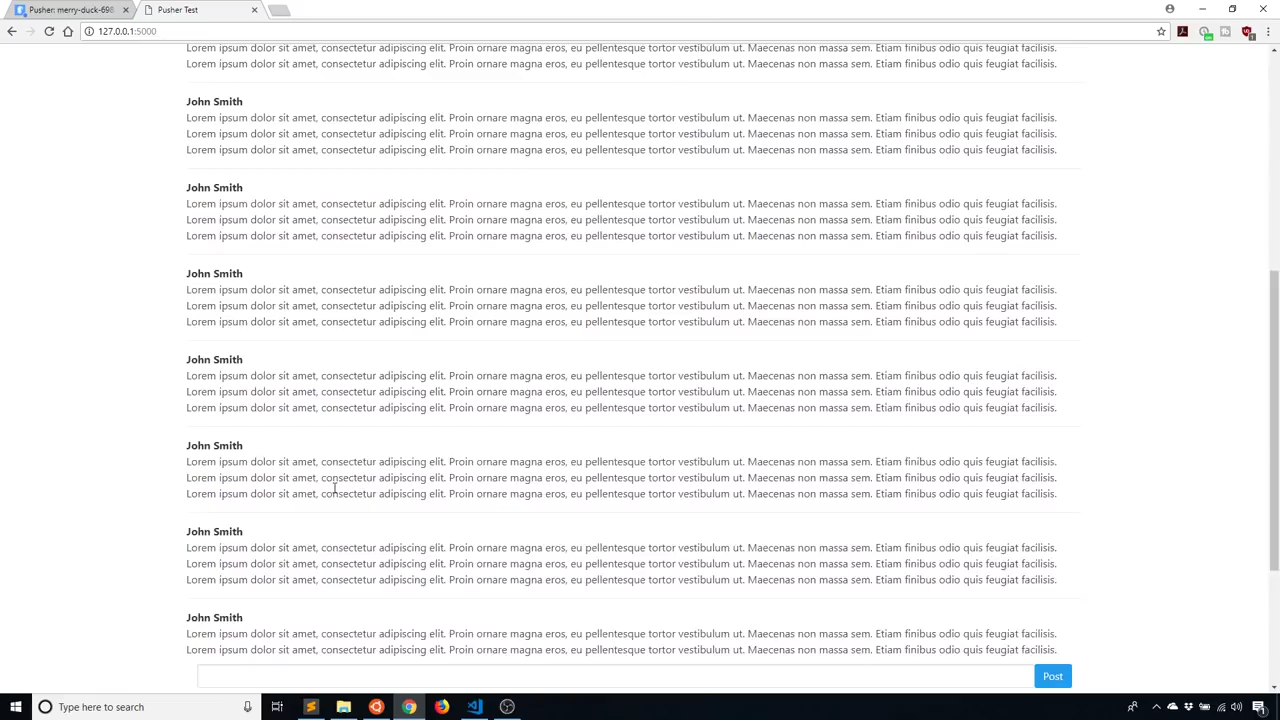 Pusher: merry-duck-698
Pusher Test
127.0.0.1:5000
Lorem ipsum dolor sit amet, consectetur adipiscing elit. Proin ornare magna eros, eu pellentesque tortor vestibulum ut. Maecenas non massa sem. Etiam finibus odio quis feugiat facilisis.
Lorem ipsum dolor sit amet, consectetur adipiscing elit. Proin ornare magna eros, eu pellentesque tortor vestibulum ut. Maecenas non massa sem. Etiam finibus odio quis feugiat facilisis.
John Smith
Lorem ipsum dolor sit amet, consectetur adipiscing elit. Proin ornare magna eros, eu pellentesque tortor vestibulum ut. Maecenas non massa sem. Etiam finibus odio quis feugiat facilisis.
Lorem ipsum dolor sit amet, consectetur adipiscing elit. Proin ornare magna eros, eu pellentesque tortor vestibulum ut. Maecenas non massa sem. Etiam finibus odio quis feugiat facilisis.
Lorem ipsum dolor sit amet, consectetur adipiscing elit. Proin ornare magna eros, eu pellentesque tortor vestibulum ut. Maecenas non massa sem. Etiam finibus odio quis feugiat facilisis.
John Smith
Lorem ipsum dolor sit amet, consectetur adipiscing elit. Proin ornare magna eros, eu pellentesque tortor vestibulum ut. Maecenas non massa sem. Etiam finibus odio quis feugiat facilisis.
Lorem ipsum dolor sit amet, consectetur adipiscing elit. Proin ornare magna eros, eu pellentesque tortor vestibulum ut. Maecenas non massa sem. Etiam finibus odio quis feugiat facilisis.
Lorem ipsum dolor sit amet, consectetur adipiscing elit. Proin ornare magna eros, eu pellentesque tortor vestibulum ut. Maecenas non massa sem. Etiam finibus odio quis feugiat facilisis.
John Smith
Lorem ipsum dolor sit amet, consectetur adipiscing elit. Proin ornare magna eros, eu pellentesque tortor vestibulum ut. Maecenas non massa sem. Etiam finibus odio quis feugiat facilisis.
Lorem ipsum dolor sit amet, consectetur adipiscing elit. Proin ornare magna eros, eu pellentesque tortor vestibulum ut. Maecenas non massa sem. Etiam finibus odio quis feugiat facilisis.
Lorem ipsum dolor sit amet, consectetur adipiscing elit. Proin ornare magna eros, eu pellentesque tortor vestibulum ut. Maecenas non massa sem. Etiam finibus odio quis feugiat facilisis.
John Smith
Lorem ipsum dolor sit amet, consectetur adipiscing elit. Proin ornare magna eros, eu pellentesque tortor vestibulum ut. Maecenas non massa sem. Etiam finibus odio quis feugiat facilisis.
Lorem ipsum dolor sit amet, consectetur adipiscing elit. Proin ornare magna eros, eu pellentesque tortor vestibulum ut. Maecenas non massa sem. Etiam finibus odio quis feugiat facilisis.
Lorem ipsum dolor sit amet, consectetur adipiscing elit. Proin ornare magna eros, eu pellentesque tortor vestibulum ut. Maecenas non massa sem. Etiam finibus odio quis feugiat facilisis.
John Smith
Lorem ipsum dolor sit amet, consectetur adipiscing elit. Proin ornare magna eros, eu pellentesque tortor vestibulum ut. Maecenas non massa sem. Etiam finibus odio quis feugiat facilisis.
Lorem ipsum dolor sit amet, consectetur adipiscing elit. Proin ornare magna eros, eu pellentesque tortor vestibulum ut. Maecenas non massa sem. Etiam finibus odio quis feugiat facilisis.
Lorem ipsum dolor sit amet, consectetur adipiscing elit. Proin ornare magna eros, eu pellentesque tortor vestibulum ut. Maecenas non massa sem. Etiam finibus odio quis feugiat facilisis.
John Smith
Lorem ipsum dolor sit amet, consectetur adipiscing elit. Proin ornare magna eros, eu pellentesque tortor vestibulum ut. Maecenas non massa sem. Etiam finibus odio quis feugiat facilisis.
Lorem ipsum dolor sit amet, consectetur adipiscing elit. Proin ornare magna eros, eu pellentesque tortor vestibulum ut. Maecenas non massa sem. Etiam finibus odio quis feugiat facilisis.
Lorem ipsum dolor sit amet, consectetur adipiscing elit. Proin ornare magna eros, eu pellentesque tortor vestibulum ut. Maecenas non massa sem. Etiam finibus odio quis feugiat facilisis.
John Smith
Lorem ipsum dolor sit amet, consectetur adipiscing elit. Proin ornare magna eros, eu pellentesque tortor vestibulum ut. Maecenas non massa sem. Etiam finibus odio quis feugiat facilisis.
Lorem ipsum dolor sit amet, consectetur adipiscing elit. Proin ornare magna eros, eu pellentesque tortor vestibulum ut. Maecenas non massa sem. Etiam finibus odio quis feugiat facilisis.
Post
Type here to search